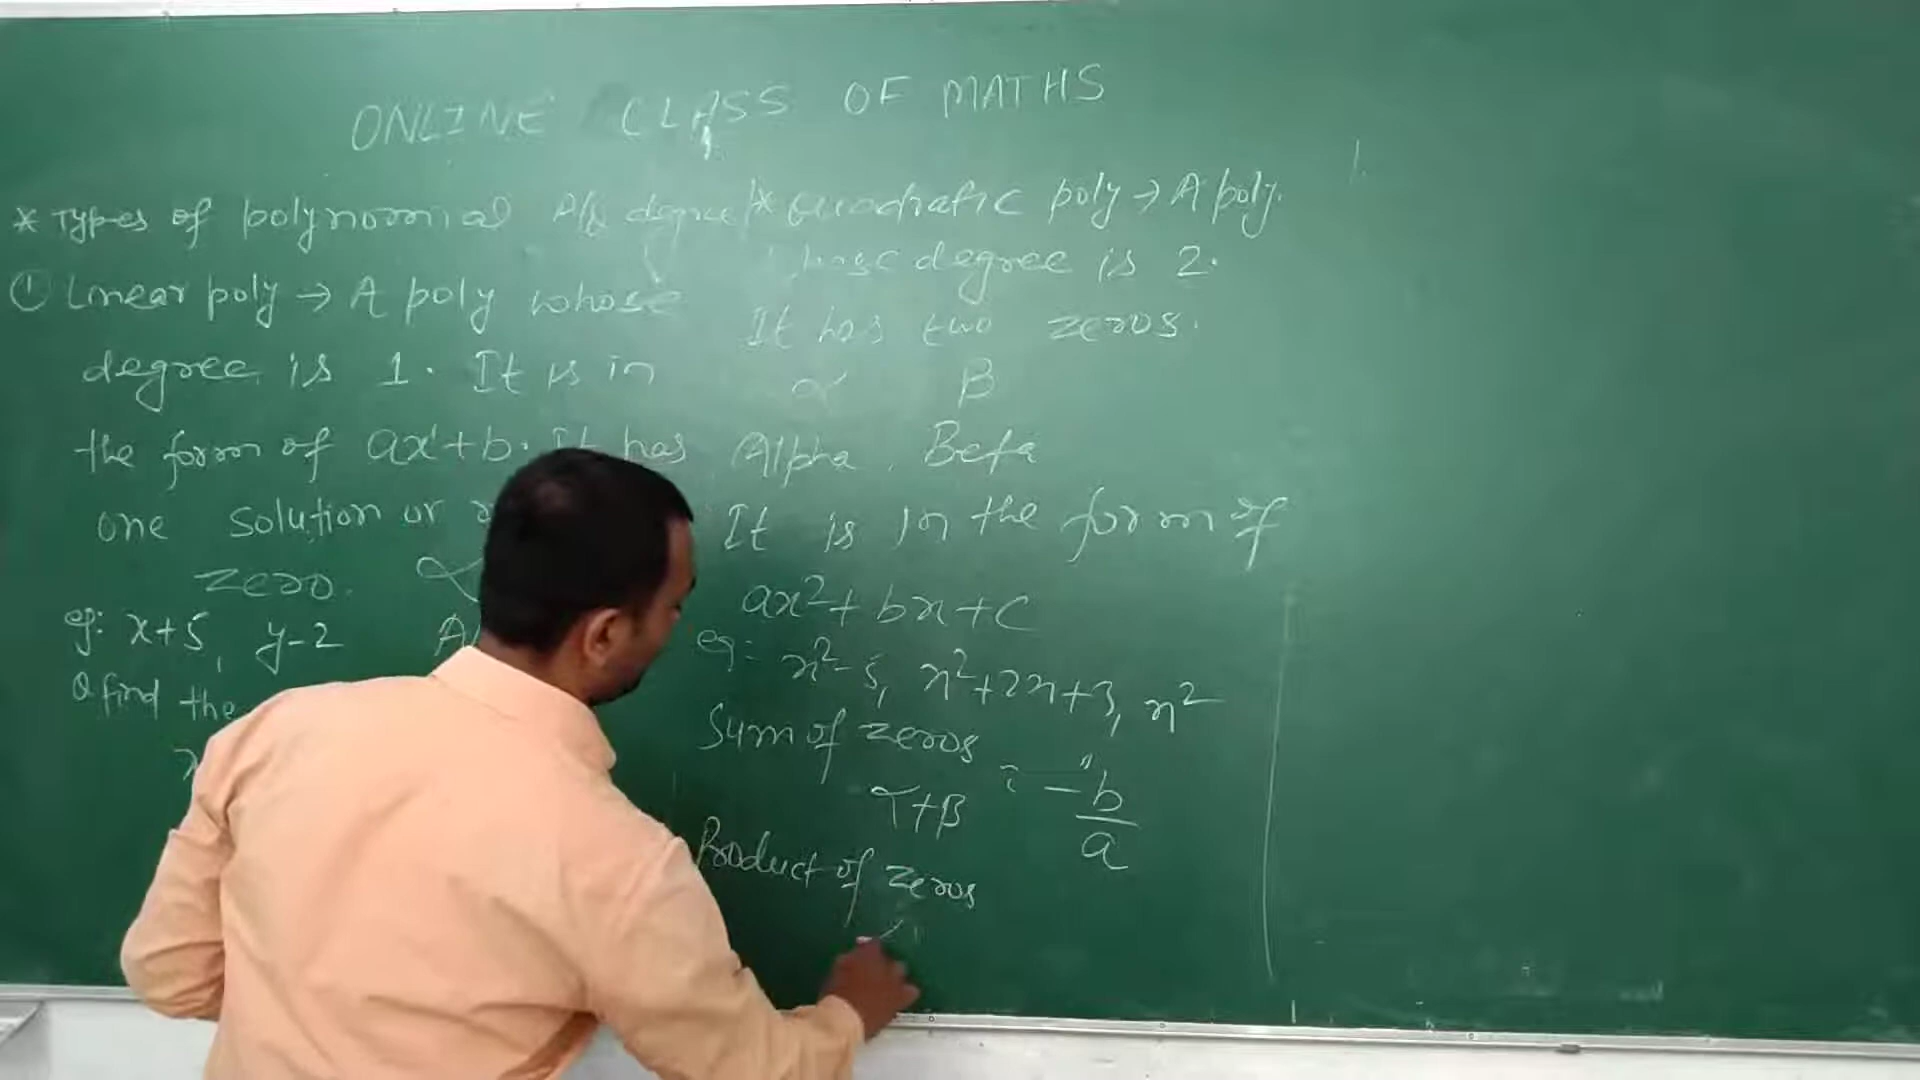 ONLINE CLASS OF MATHS
* Types of polynomial degree
① Linear poly → A poly whose
degree is 1. It is in
the form of ax¹+b. It has
one solution or
zero. α
eg: x+5, y-2
Q find the
x
* Quadratic poly → A poly.
degree is 2.
It has two zeros.
α β
Alpha, Beta
It is in the form of
ax²+bx+c
eg:- x²-5, x²+2x+3, x²
Sum of zeros
α+β = -b/a
Product of zeros